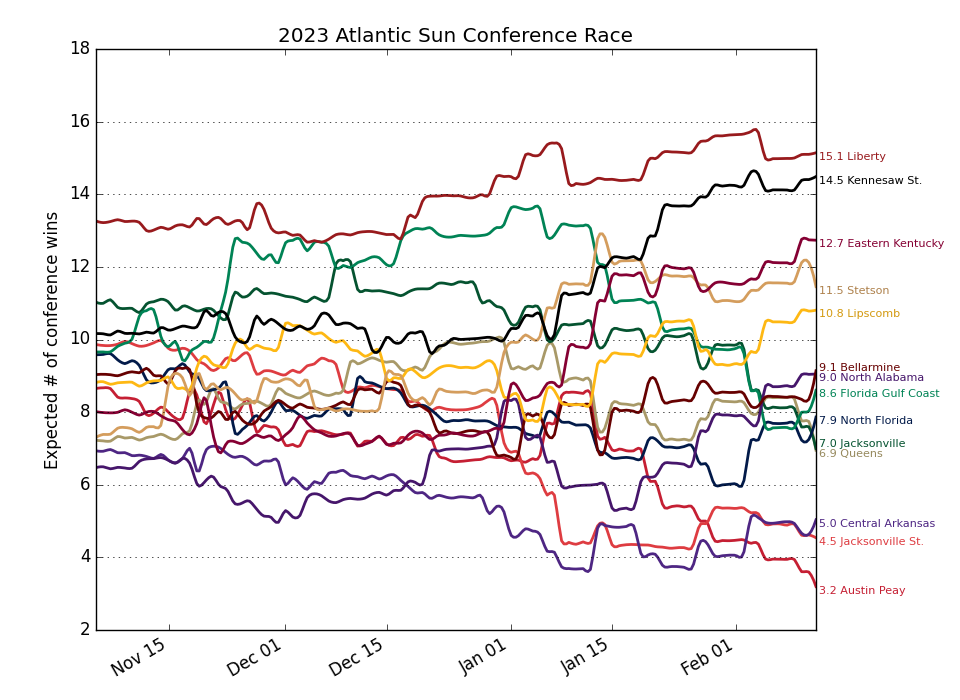 2023 Atlantic Sun Conference Race
Expected # of conference wins
18
16
14
12
10
8
6
4
2
15.1 Liberty
14.5 Kennesaw St.
12.7 Eastern Kentucky
11.5 Stetson
10.8 Lipscomb
9.1 Bellarmine
9.0 North Alabama
8.6 Florida Gulf Coast
7.9 North Florida
7.0 Jacksonville
6.9 Queens
5.0 Central Arkansas
4.5 Jacksonville St.
3.2 Austin Peay
Nov 15
Dec 01
Dec 15
Jan 01
Jan 15
Feb 01